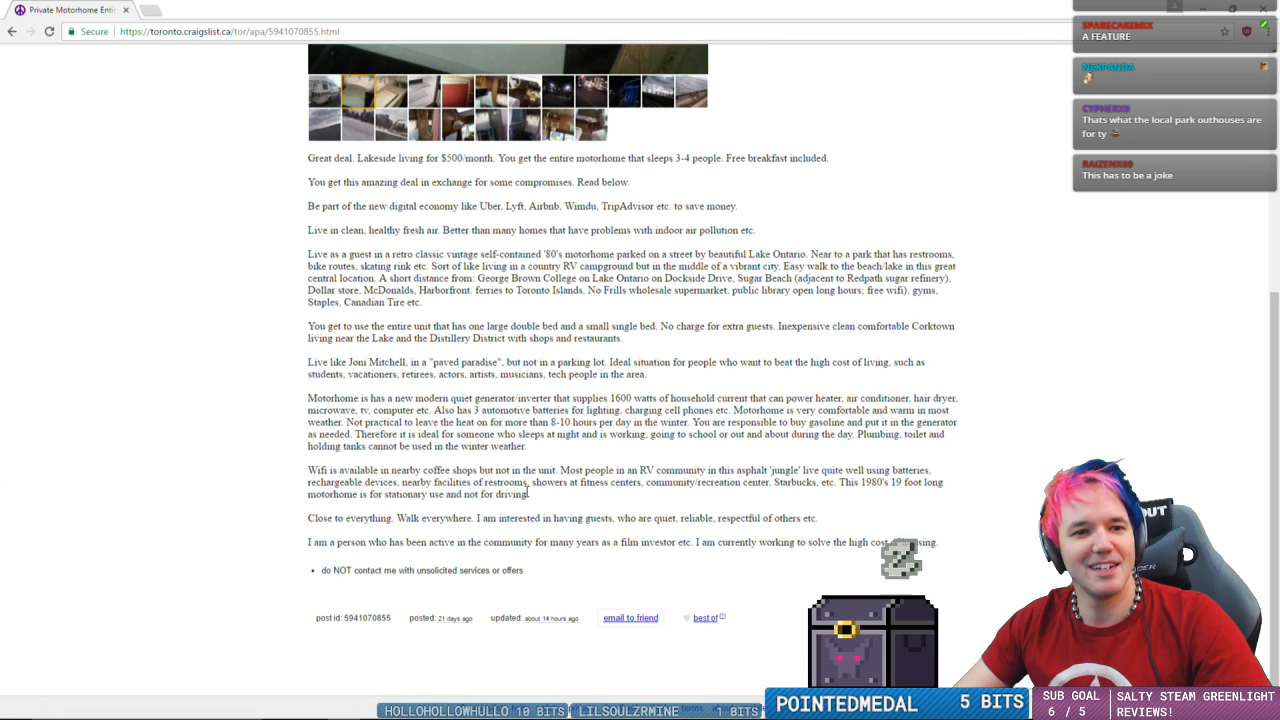 Private Motorhome Enti
Secure
https://toronto.craigslist.ca/tor/apa/5941070855.html
Great deal. Lakeside living for $500/month. You get the entire motorhome that sleeps 3-4 people. Free breakfast included.
You get this amazing deal in exchange for some compromises. Read below.
Be part of the new digital economy like Uber, Lyft, Airbnb, Wimdu, TripAdvisor etc. to save money.
Live in clean, healthy fresh air. Better than many homes that have problems with indoor air pollution etc.
Live as a guest in a retro classic vintage self-contained '80's motorhome parked on a street by beautiful Lake Ontario. Near to a park that has restrooms,
bike routes, skating rink etc. Sort of like living in a country RV campground but in the middle of a vibrant city. Easy walk to the beach/lake in this great
central location. A short distance from: George Brown College on Lake Ontario on Dockside Drive, Sugar Beach (adjacent to Redpath sugar refinery),
Dollar store, McDonalds, Harborfront. ferries to Toronto Islands, No Frills wholesale supermarket, public library open long hours; free wifi), gyms,
Staples, Canadian Tire etc.
You get to use the entire unit that has one large double bed and a small single bed. No charge for extra guests. Inexpensive clean comfortable Corktown
living near the Lake and the Distillery District with shops and restaurants.
Live like Joni Mitchell, in a "paved paradise", but not in a parking lot. Ideal situation for people who want to beat the high cost of living, such as
students, vacationers, retirees, actors, artists, musicians, tech people in the area.
Motorhome is has a new modern quiet generator/inverter that supplies 1600 watts of household current that can power heater, air conditioner, hair dryer,
microwave, tv, computer etc. Also has 3 automotive batteries for lighting, charging cell phones etc. Motorhome is very comfortable and warm in most
weather. Not practical to leave the heat on for more than 8-10 hours per day in the winter. You are responsible to buy gasoline and put it in the generator
as needed. Therefore it is ideal for someone who sleeps at night and is working, going to school or out and about during the day. Plumbing, toilet and
holding tanks cannot be used in the winter weather.
Wifi is available in nearby coffee shops but not in the unit. Most people in an RV community in this asphalt 'jungle' live quite well using batteries,
rechargeable devices, nearby facilities of restrooms, showers at fitness centers, community/recreation center, Starbucks, etc. This 1980's 19 foot long
motorhome is for stationary use and not for driving.
Close to everything. Walk everywhere. I am interested in having guests, who are quiet, reliable, respectful of others etc.
I am a person who has been active in the community for many years as a film investor etc. I am currently working to solve the high cost
do NOT contact me with unsolicited services or offers
post id: 5941070855 posted: 21 days ago updated: about 14 hours ago email to friend best of [?]
SPARECAKEMIX
A FEATURE
NEXPANDA
CYPHERX9
Thats what the local park outhouses are
for ty
RAIZENX89
This has to be a joke
HOLLOHOLLOWHULLO 10 BITS LILSOULZRMINE 1 BITS
POINTEDMEDAL 5 BITS
SUB GOAL
6 / 5
SALTY STEAM GREENLIGHT
REVIEWS!